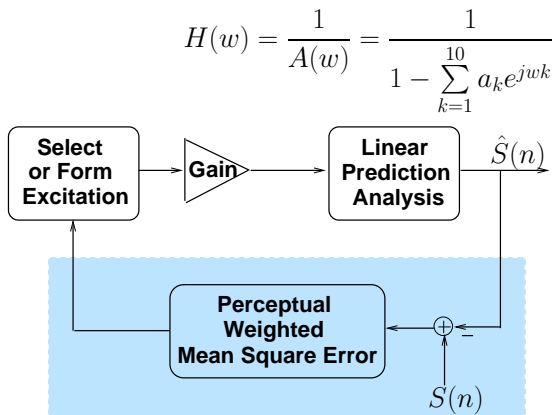 H(w) = 1/A(w) = 1/(1 − ∑_{k=1}^{10} a_k e^{jwk})
Select
or Form
Excitation
Gain
Linear
Prediction
Analysis
Ŝ(n)
Perceptual
Weighted
Mean Square Error
+
−
S(n)